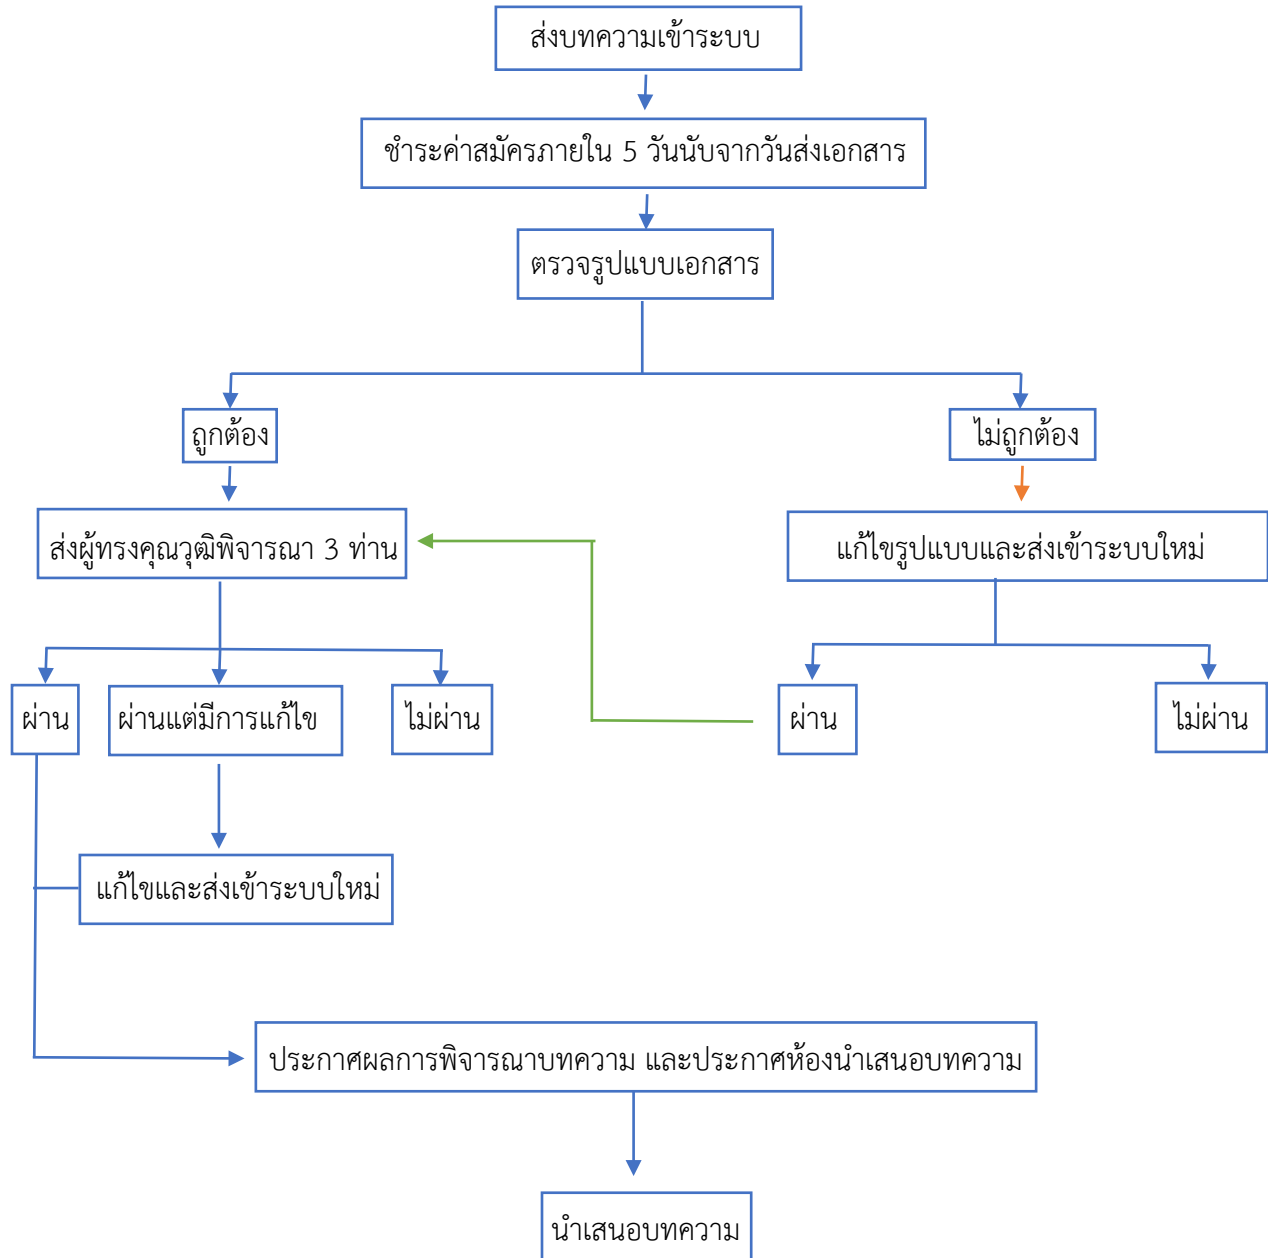 ส่งบทความเข้าระบบ
ชำระค่าสมัครภายใน 5 วันนับจากวันส่งเอกสาร
ตรวจรูปแบบเอกสาร
ถูกต้อง
ไม่ถูกต้อง
ส่งผู้ทรงคุณวุฒิพิจารณา 3 ท่าน
แก้ไขรูปแบบและส่งเข้าระบบใหม่
ผ่าน
ผ่านแต่มีการแก้ไข
ไม่ผ่าน
ผ่าน
ไม่ผ่าน
แก้ไขและส่งเข้าระบบใหม่
ประกาศผลการพิจารณาบทความ และประกาศห้องนำเสนอบทความ
นำเสนอบทความ